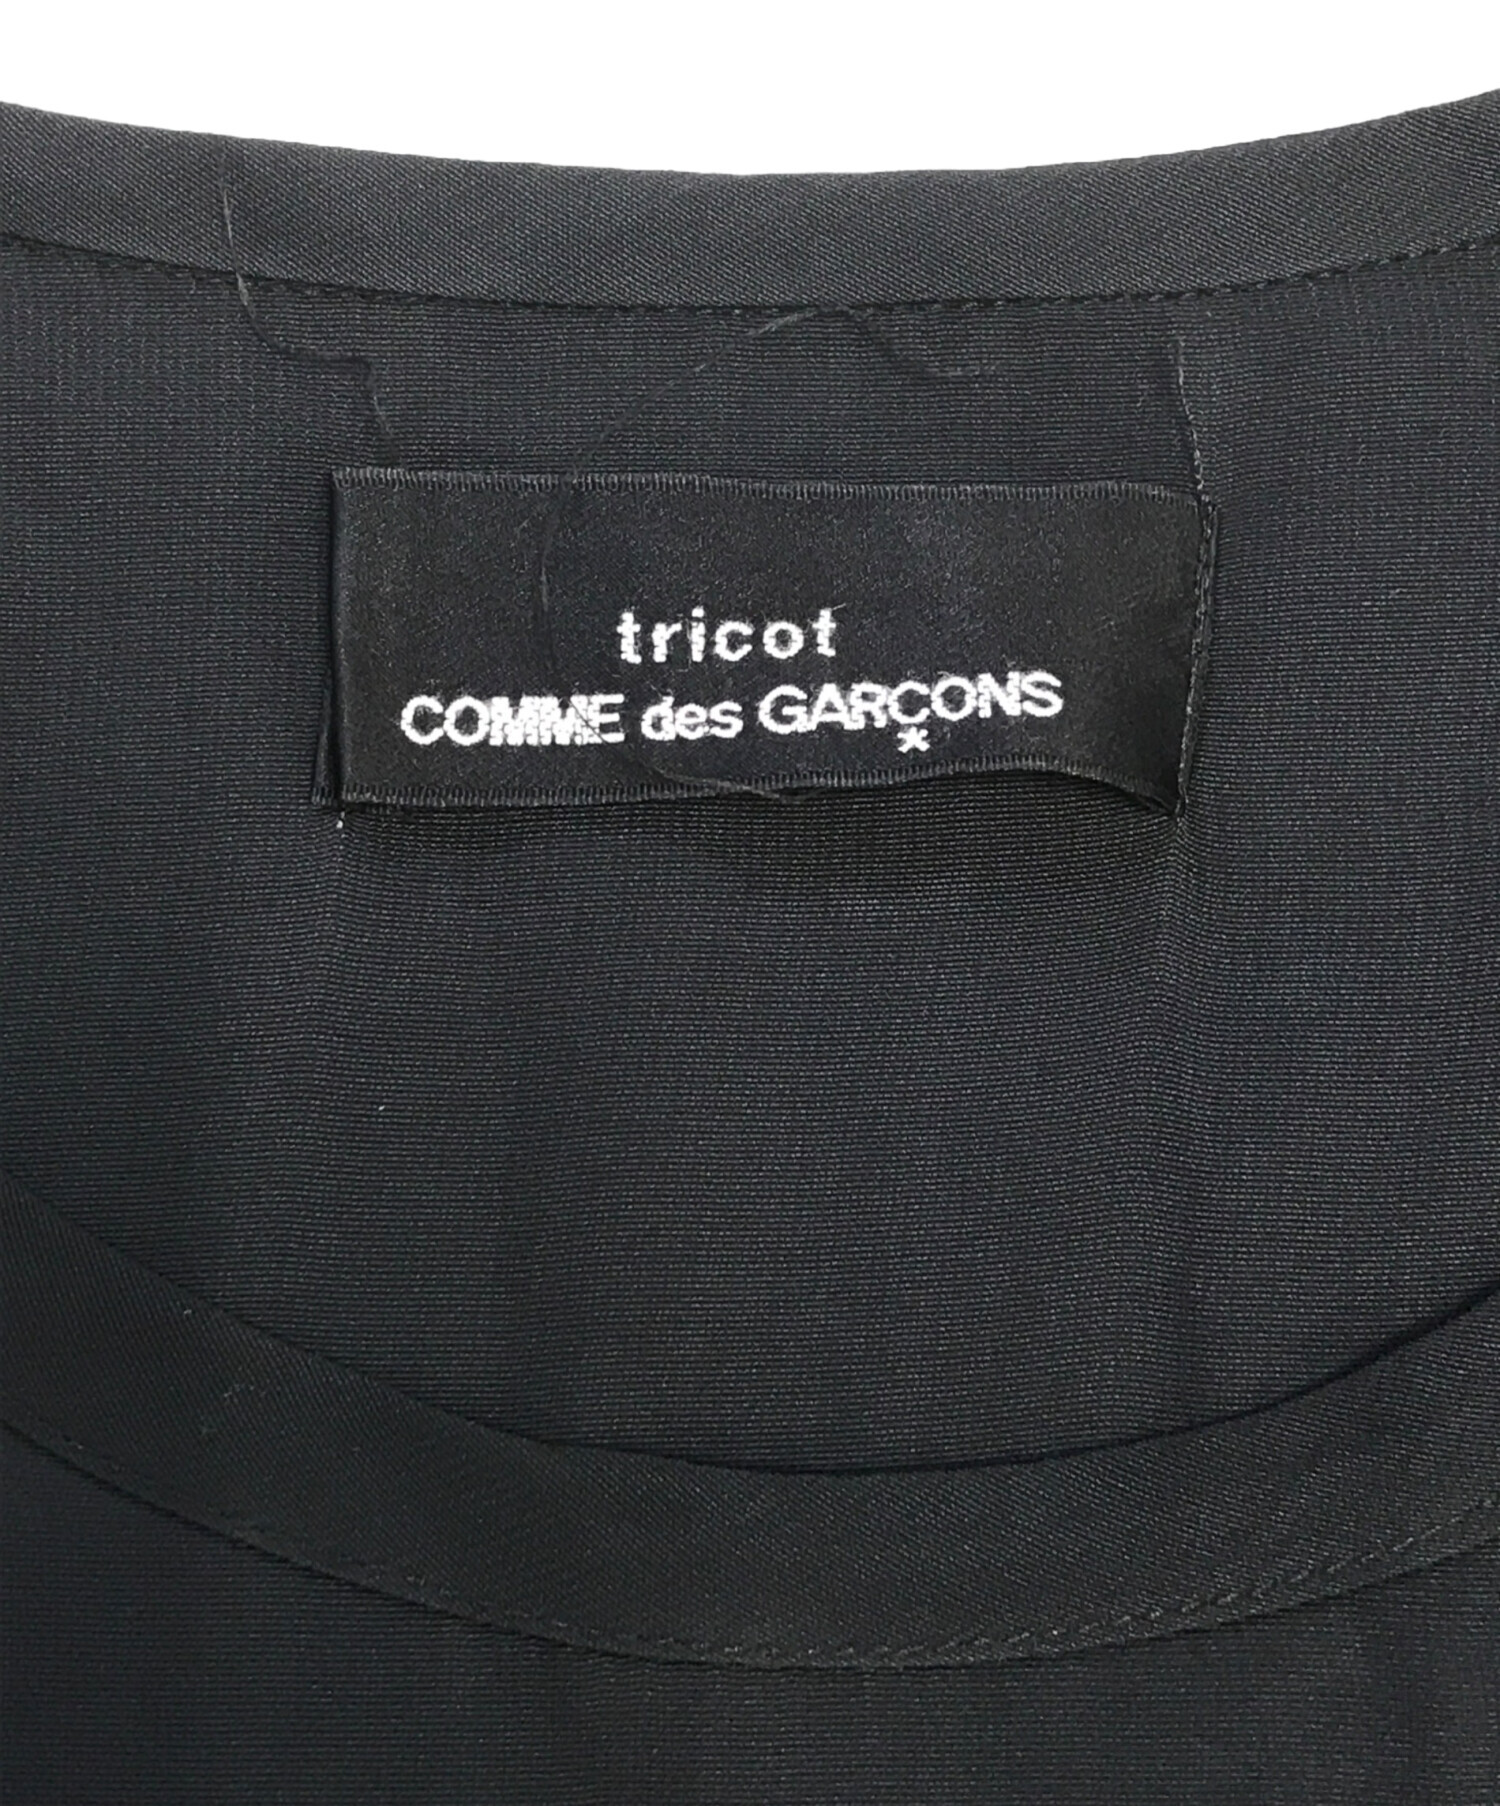 tricot
COMME des GARÇONS
*